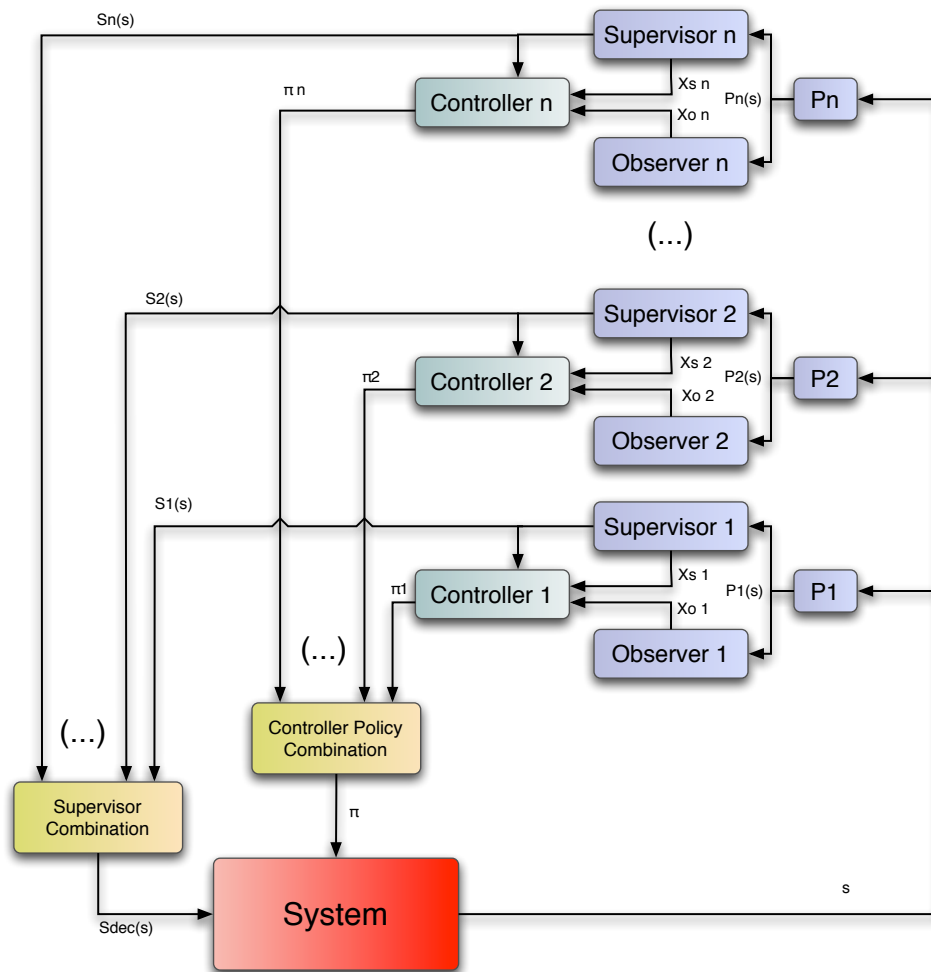 Sn(s)
Supervisor n
π n
Controller n
Xs n
Xo n
Pn(s)
Pn
Observer n
(...)
S2(s)
Supervisor 2
π2
Controller 2
Xs 2
Xo 2
P2(s)
P2
Observer 2
S1(s)
Supervisor 1
π1
Controller 1
Xs 1
Xo 1
P1(s)
P1
Observer 1
(...)
(...)
Controller Policy
Combination
Supervisor
Combination
π
System
s
Sdec(s)